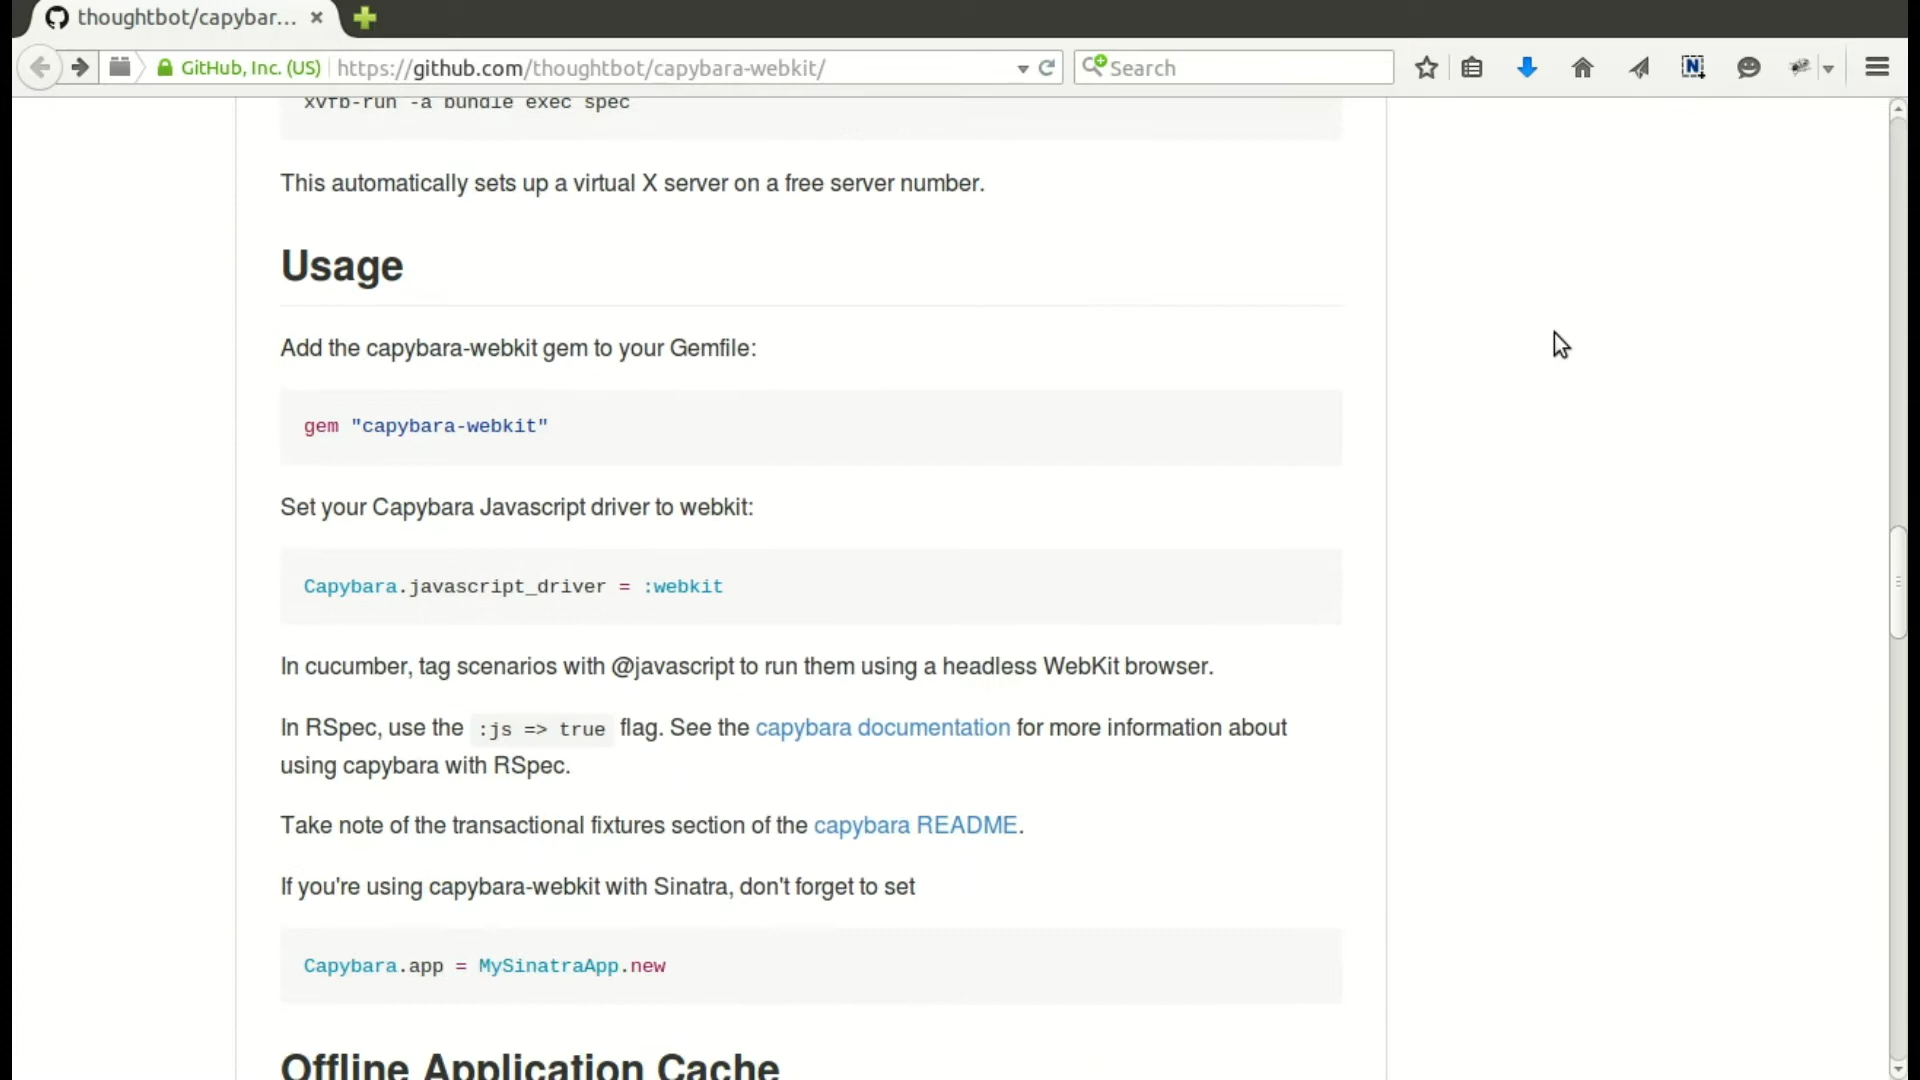 thoughtbot/capybar...
GitHub, Inc. (US) https://github.com/thoughtbot/capybara-webkit/ Search
xvfb-run -a bundle exec spec
This automatically sets up a virtual X server on a free server number.
Usage
Add the capybara-webkit gem to your Gemfile:
gem "capybara-webkit"
Set your Capybara Javascript driver to webkit:
Capybara.javascript_driver = :webkit
In cucumber, tag scenarios with @javascript to run them using a headless WebKit browser.
In RSpec, use the :js => true flag. See the capybara documentation for more information about
using capybara with RSpec.
Take note of the transactional fixtures section of the capybara README.
If you're using capybara-webkit with Sinatra, don't forget to set
Capybara.app = MySinatraApp.new
Offline Application Cache